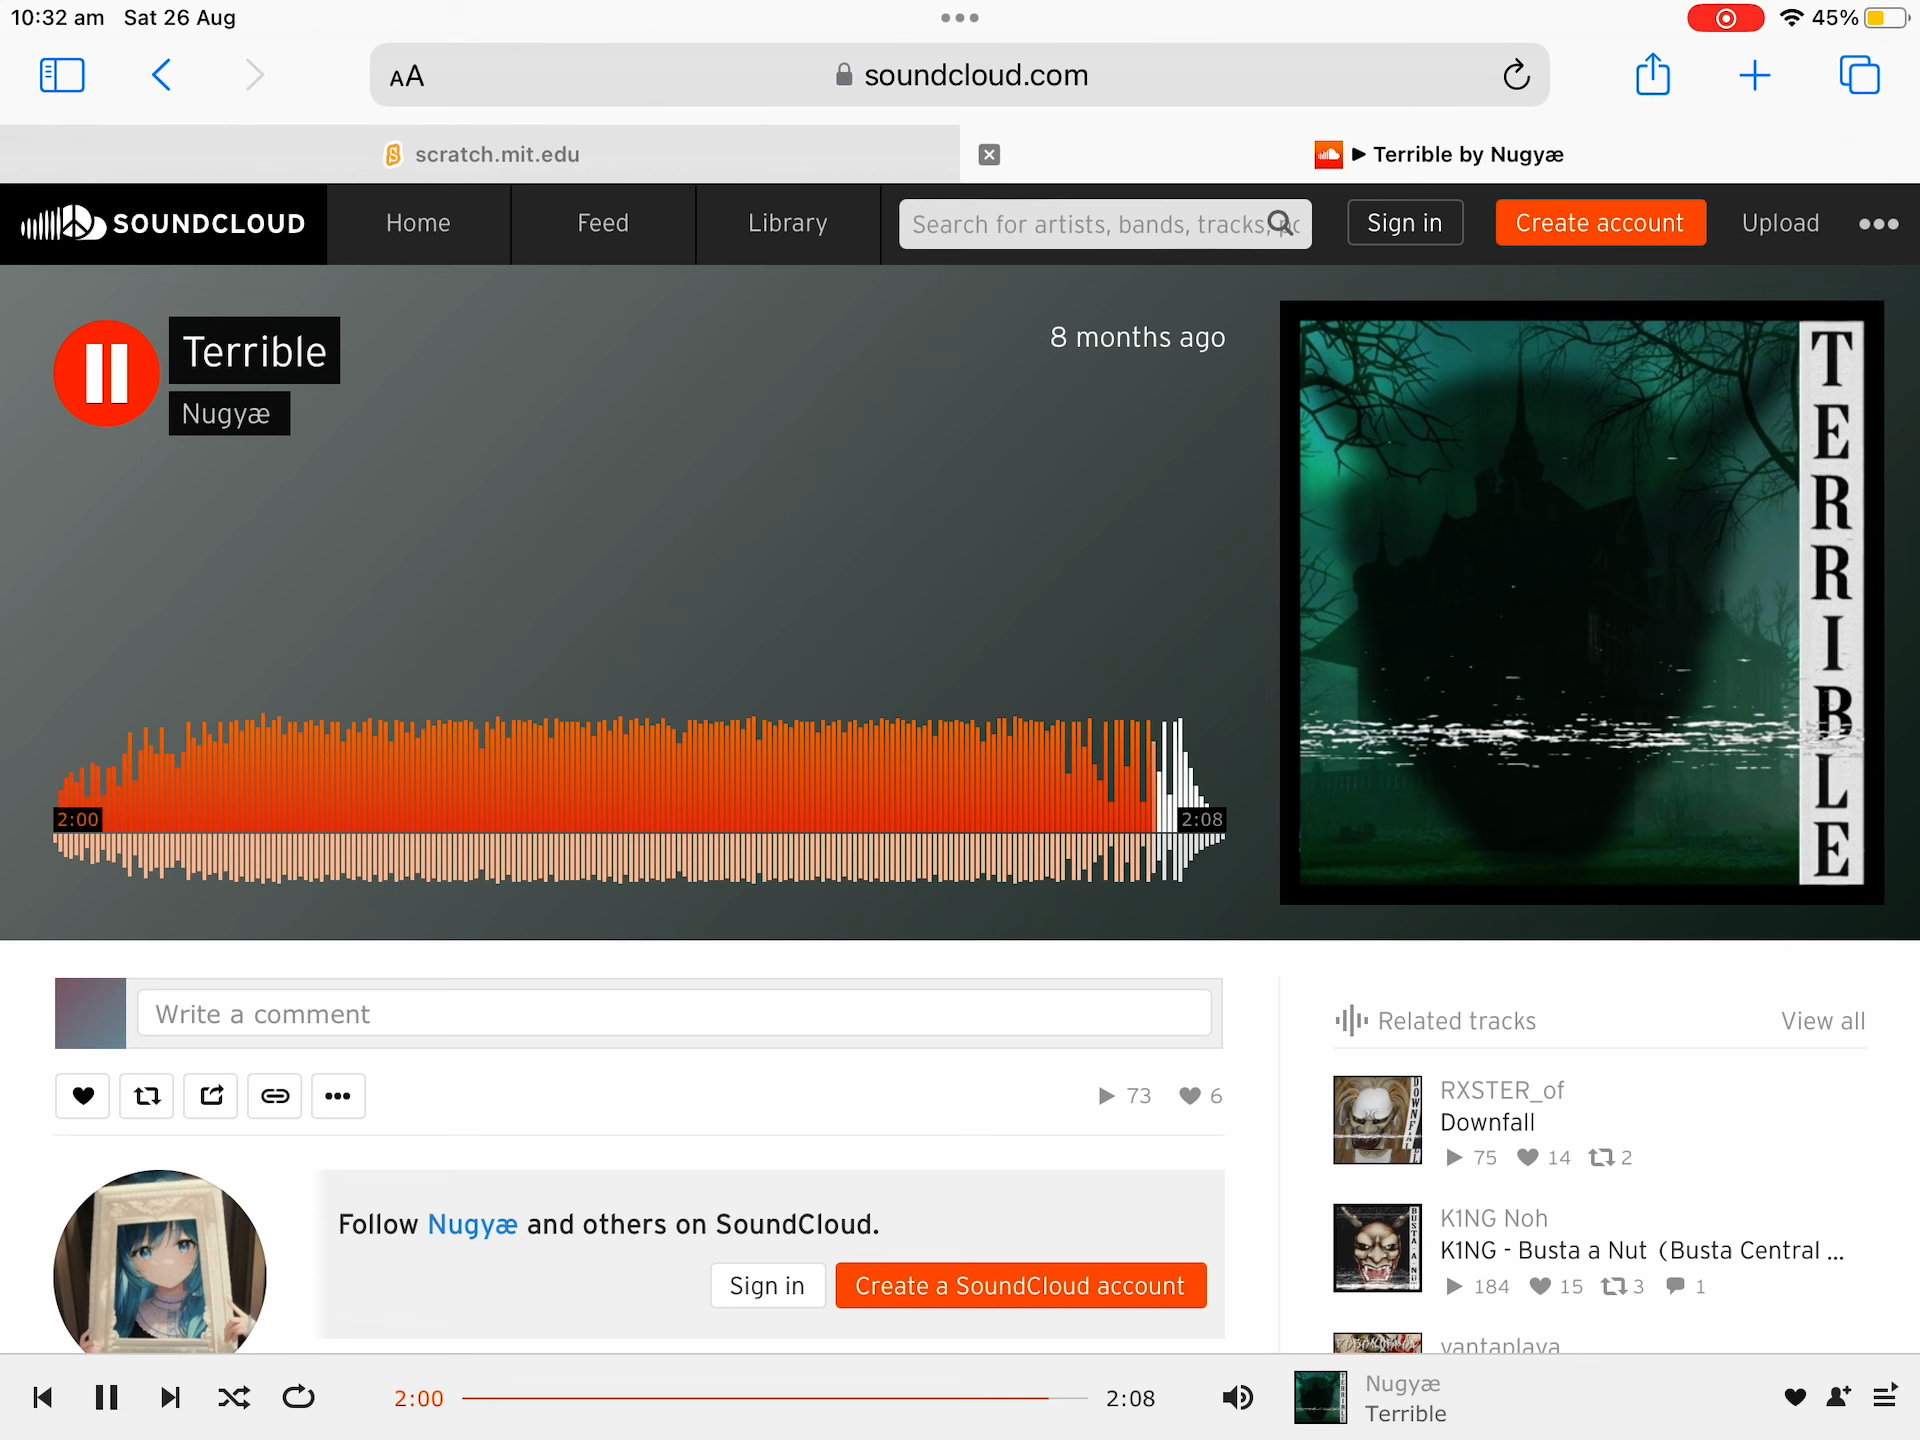 10:32 am Sat 26 Aug
45%
AA
soundcloud.com
scratch.mit.edu
Terrible by Nugyæ
SOUNDCLOUD
Home
Feed
Library
Search for artists, bands, tracks,
Sign in
Create account
Upload
Terrible
Nugyæ
8 months ago
TERRIBLE
2:00
2:08
Write a comment
73
6
Related tracks
View all
RXSTER_of
Downfall
75 14 2
K1NG Noh
K1NG - Busta a Nut (Busta Central ...
184 15 3 1
Follow Nugyæ and others on SoundCloud.
Sign in
Create a SoundCloud account
vantaplaya
2:00
2:08
Nugyæ
Terrible